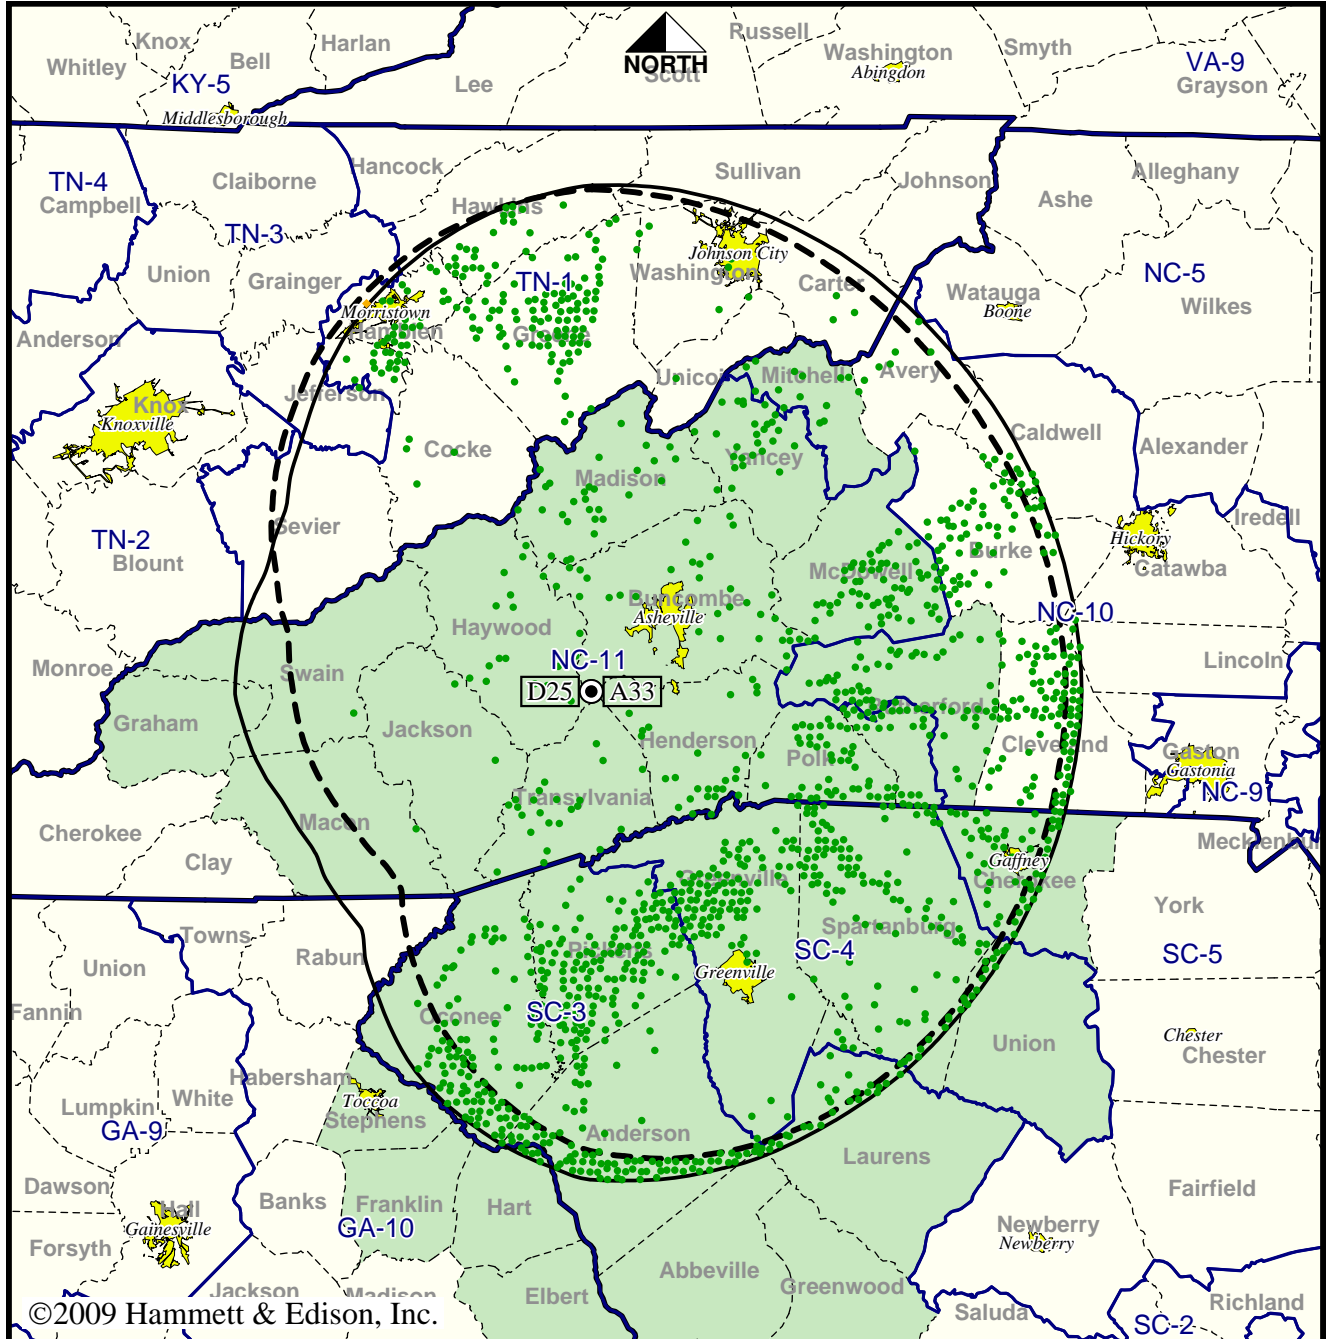 Knox
Harlan
Russell
Whitley
Bell
Washington
Smyth
VA-9
KY-5
Lee
NORTH
Scott
Abingdon
Grayson
Middlesborough
Hancock
Sullivan
Alleghany
TN-4
Claiborne
Johnson
Ashe
Campbell
Hawkins
TN-3
Johnson City
Union
Grainger
TN-1
Washington
Carter
NC-5
Watauga
Wilkes
Boone
Morristown
Anderson
Hamblen
Greene
Unicoi
Mitchell
Avery
Jefferson
Knox
Knoxville
Caldwell
Alexander
Cocke
Yancey
Madison
Sevier
Iredell
TN-2
Hickory
Blount
Burke
Catawba
McDowell
Buncombe
Asheville
NC-10
Haywood
NC-11
Monroe
Swain
Lincoln
D25
A33
Rutherford
Graham
Jackson
Henderson
Cleveland
Polk
Gaston
Gastonia
NC-9
Transylvania
Macon
Cherokee
Clay
Mecklenbur
Gaffney
Cherokee
Greenville
York
Spartanburg
Towns
Rabun
Pickens
SC-4
SC-5
Union
Greenville
Fannin
Oconee
SC-3
Union
Chester
Chester
Habersham
White
Lumpkin
Toccoa
Stephens
GA-9
Anderson
Laurens
Dawson
Banks
Franklin
Hart
Fairfield
Hall
Gainesville
GA-10
Newberry
Newberry
Forsyth
Abbeville
Greenwood
Jackson
Madison
Elbert
Saluda
Richland
SC-2
©2009 Hammett & Edison, Inc.